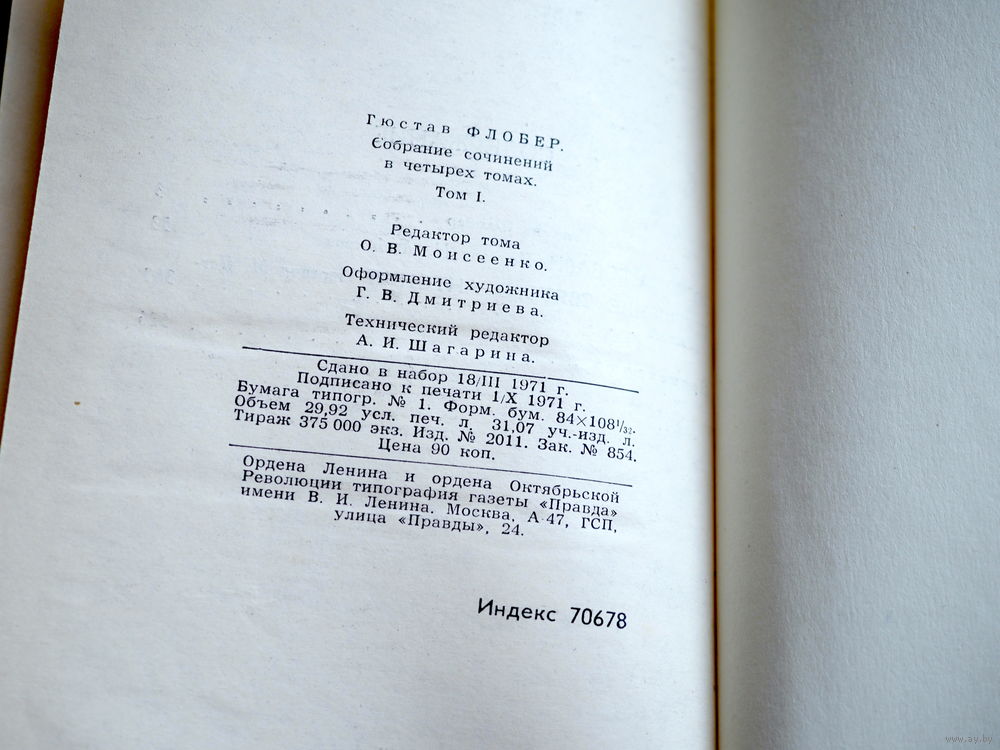 Гюстав ФЛОБЕР.
Собрание сочинений
в четырех томах.
Том I.
Редактор тома
О. В. Моисеенко.
Оформление художника
Г. В. Дмитриева.
Технический редактор
А. И. Шагарина.
Сдано в набор 18/III 1971 г.
Подписано к печати 1/X 1971 г.
Бумага типогр. № 1. Форм. бум. 84×108¹/₃₂.
Объем 29,92 усл. печ. л. 31,07 уч.-изд. л.
Тираж 375 000 экз. Изд. № 2011. Зак. № 854.
Цена 90 коп.
Ордена Ленина и ордена Октябрьской
Революции типография газеты «Правда»
имени В. И. Ленина. Москва, А-47, ГСП,
улица «Правды», 24.
Индекс 70678
www.ay.by